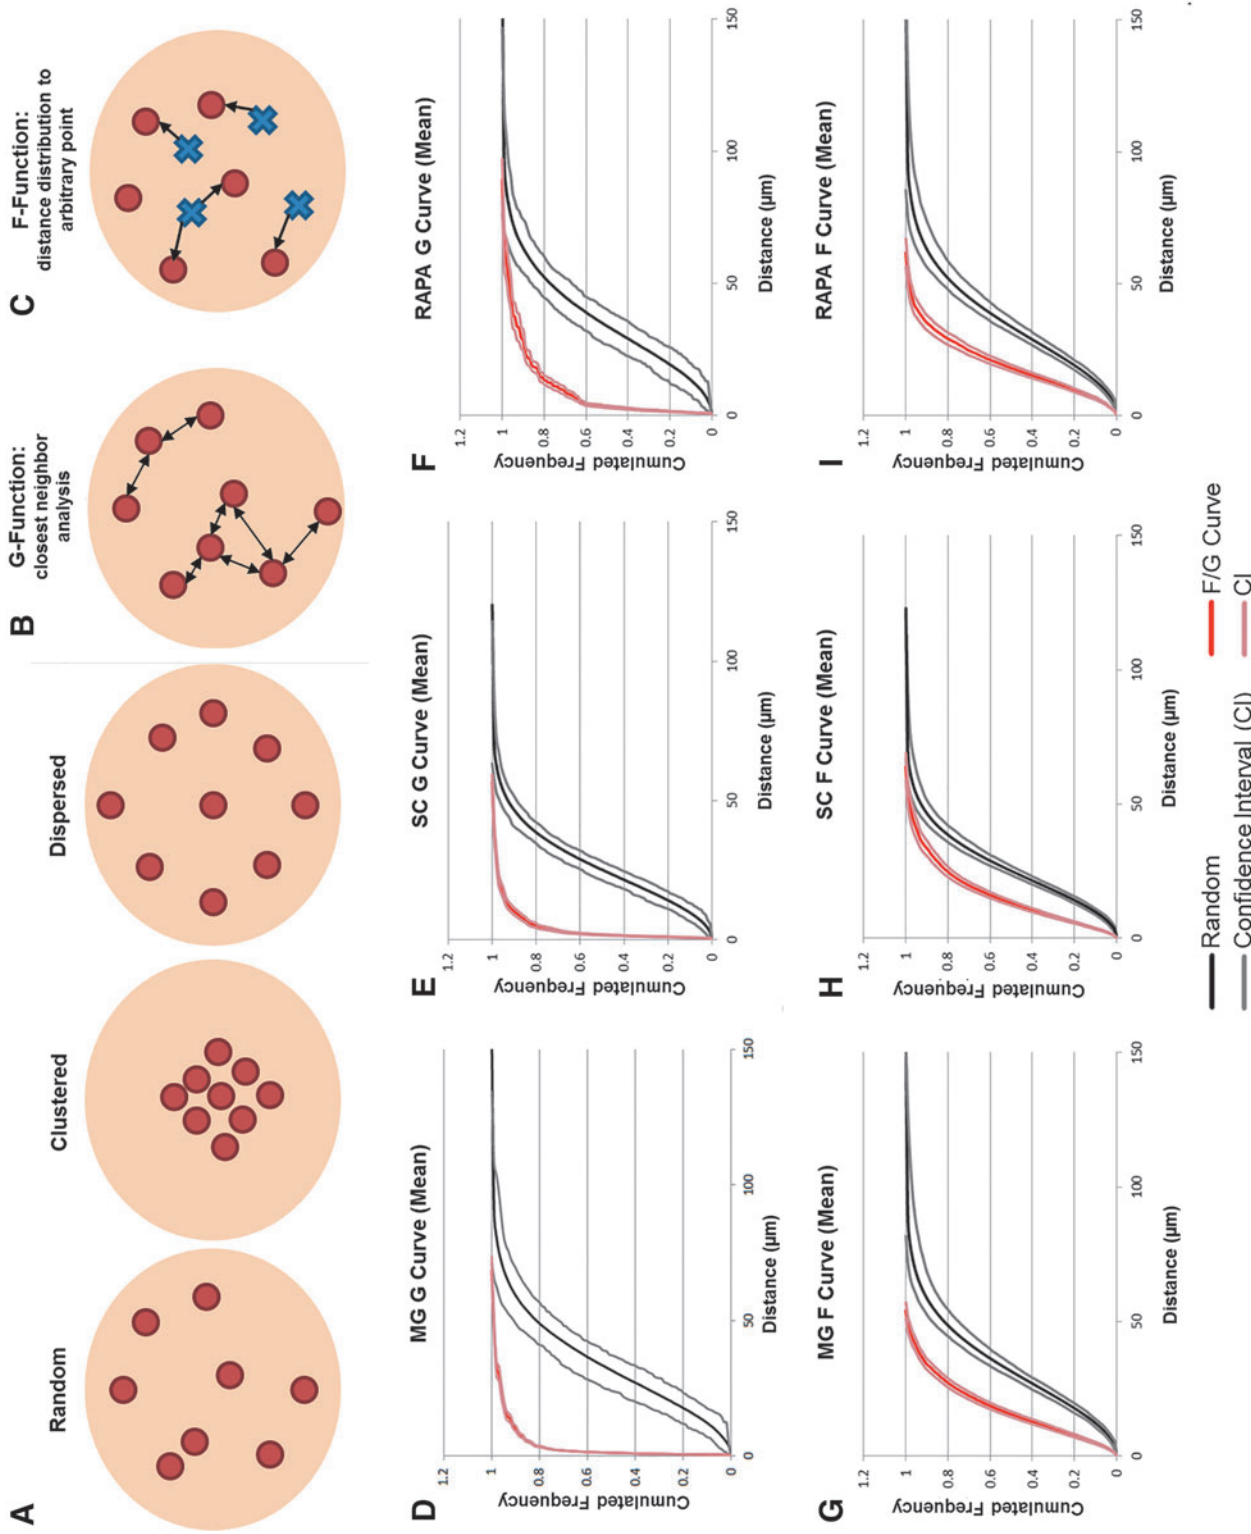 A
Random
Clustered
Dispersed
B
G-Function:
closest neighbor
analysis
C
F-Function:
distance distribution to
arbitrary point
D
MG G Curve (Mean)
Cumulated Frequency
1.2
1
0.8
0.6
0.4
0.2
0
0
50
100
150
Distance (µm)
E
SC G Curve (Mean)
Cumulated Frequency
1.2
1
0.8
0.6
0.4
0.2
0
0
50
100
150
Distance (µm)
F
RAPA G Curve (Mean)
Cumulated Frequency
1.2
1
0.8
0.6
0.4
0.2
0
0
50
100
150
Distance (µm)
G
MG F Curve (Mean)
Cumulated Frequency
1.2
1
0.8
0.6
0.4
0.2
0
0
50
100
150
Distance (µm)
H
SC F Curve (Mean)
Cumulated Frequency
1.2
1
0.8
0.6
0.4
0.2
0
0
50
100
150
Distance (µm)
I
RAPA F Curve (Mean)
Cumulated Frequency
1.2
1
0.8
0.6
0.4
0.2
0
0
50
100
150
Distance (µm)
Random
F/G Curve
Confidence Interval (CI)
CI